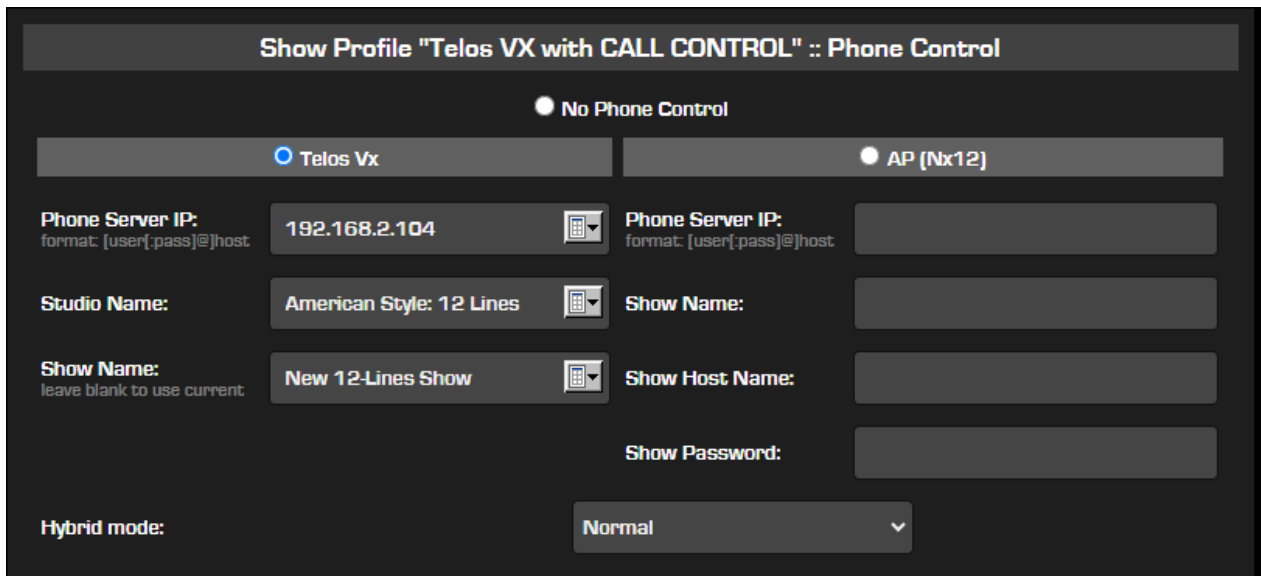 Show Profile "Telos VX with CALL CONTROL" :: Phone Control
No Phone Control
Telos Vx
AP (Nx12)
Phone Server IP:
format: [user[:pass]@]host
192.168.2.104
Phone Server IP:
format: [user[:pass]@]host
Studio Name:
American Style: 12 Lines
Show Name:
Show Name:
leave blank to use current
New 12-Lines Show
Show Host Name:
Show Password:
Hybrid mode:
Normal